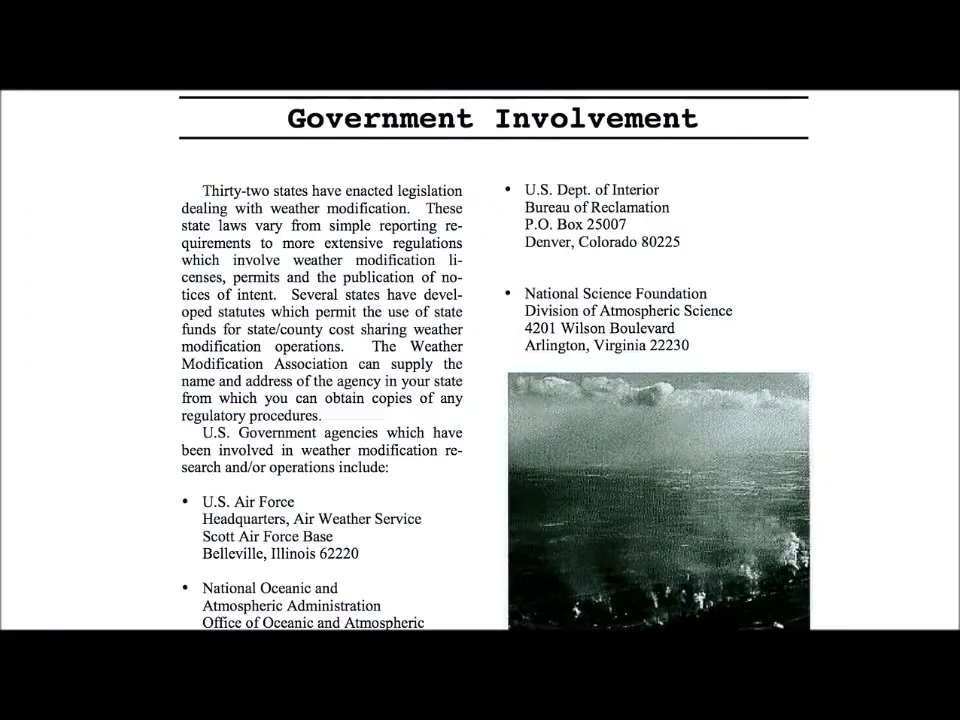 Government Involvement
Thirty-two states have enacted legislation
dealing with weather modification. These
state laws vary from simple reporting re-
quirements to more extensive regulations
which involve weather modification li-
censes, permits and the publication of no-
tices of intent. Several states have devel-
oped statutes which permit the use of state
funds for state/county cost sharing weather
modification operations. The Weather
Modification Association can supply the
name and address of the agency in your state
from which you can obtain copies of any
regulatory procedures.
U.S. Government agencies which have
been involved in weather modification re-
search and/or operations include:
• U.S. Air Force
Headquarters, Air Weather Service
Scott Air Force Base
Belleville, Illinois 62220
• National Oceanic and
Atmospheric Administration
Office of Oceanic and Atmospheric
• U.S. Dept. of Interior
Bureau of Reclamation
P.O. Box 25007
Denver, Colorado 80225
• National Science Foundation
Division of Atmospheric Science
4201 Wilson Boulevard
Arlington, Virginia 22230